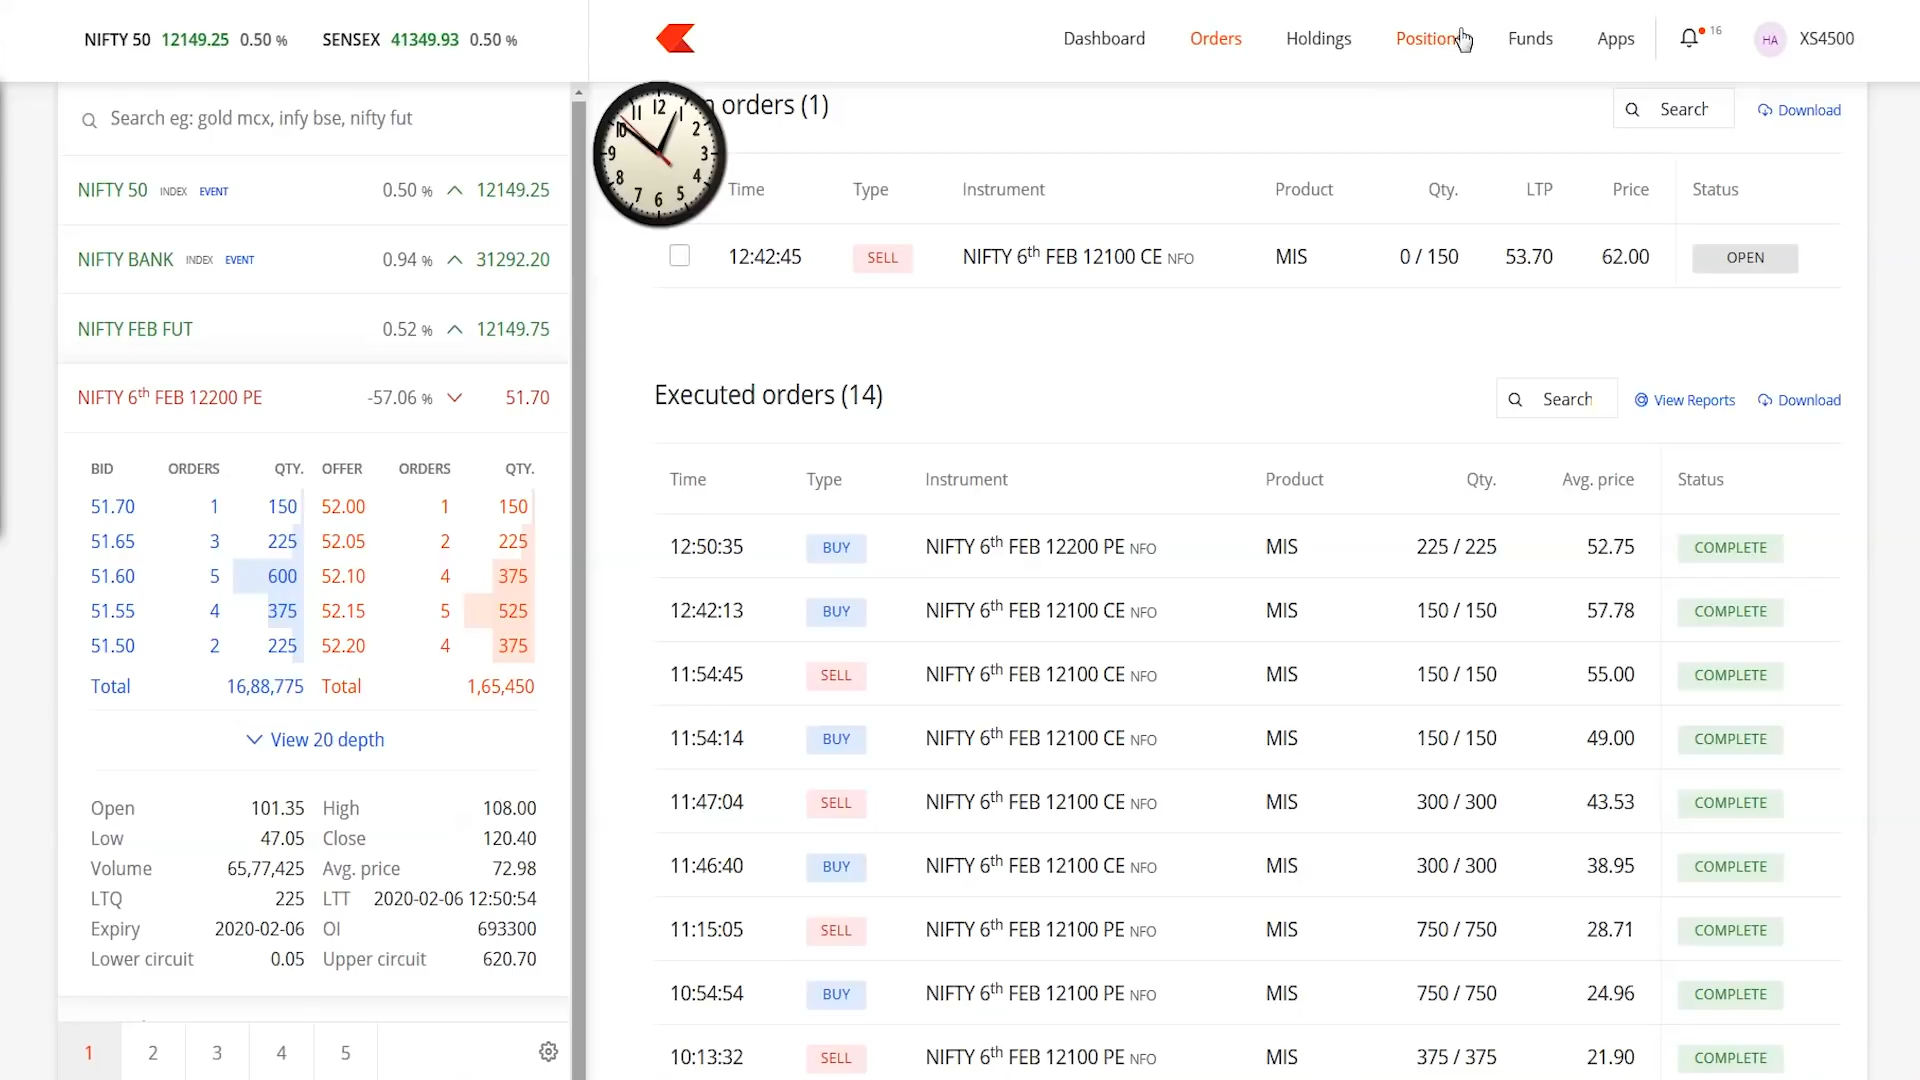 NIFTY 50 12149.25 0.50 % SENSEX 41349.93 0.50 %
Dashboard Orders Holdings Position Funds Apps 16 HA XS4500
Search eg: gold mcx, infy bse, nifty fut
NIFTY 50 INDEX EVENT 0.50 % 12149.25
NIFTY BANK INDEX EVENT 0.94 % 31292.20
NIFTY FEB FUT 0.52 % 12149.75
NIFTY 6th FEB 12200 PE -57.06 % 51.70
BID ORDERS QTY. OFFER ORDERS QTY.
51.70 1 150 52.00 1 150
51.65 3 225 52.05 2 225
51.60 5 600 52.10 4 375
51.55 4 375 52.15 5 525
51.50 2 225 52.20 4 375
Total 16,88,775 Total 1,65,450
View 20 depth
Open 101.35 High 108.00
Low 47.05 Close 120.40
Volume 65,77,425 Avg. price 72.98
LTQ 225 LTT 2020-02-06 12:50:54
Expiry 2020-02-06 OI 693300
Lower circuit 0.05 Upper circuit 620.70
1 2 3 4 5
12 1 2 3 4 5 6 7 8 9 10 11
orders (1) Search Download
Time Type Instrument Product Qty. LTP Price Status
12:42:45 SELL NIFTY 6th FEB 12100 CE NFO MIS 0 / 150 53.70 62.00 OPEN
Executed orders (14) Search View Reports Download
Time Type Instrument Product Qty. Avg. price Status
12:50:35 BUY NIFTY 6th FEB 12200 PE NFO MIS 225 / 225 52.75 COMPLETE
12:42:13 BUY NIFTY 6th FEB 12100 CE NFO MIS 150 / 150 57.78 COMPLETE
11:54:45 SELL NIFTY 6th FEB 12100 CE NFO MIS 150 / 150 55.00 COMPLETE
11:54:14 BUY NIFTY 6th FEB 12100 CE NFO MIS 150 / 150 49.00 COMPLETE
11:47:04 SELL NIFTY 6th FEB 12100 CE NFO MIS 300 / 300 43.53 COMPLETE
11:46:40 BUY NIFTY 6th FEB 12100 CE NFO MIS 300 / 300 38.95 COMPLETE
11:15:05 SELL NIFTY 6th FEB 12100 PE NFO MIS 750 / 750 28.71 COMPLETE
10:54:54 BUY NIFTY 6th FEB 12100 PE NFO MIS 750 / 750 24.96 COMPLETE
10:13:32 SELL NIFTY 6th FEB 12100 PE NFO MIS 375 / 375 21.90 COMPLETE